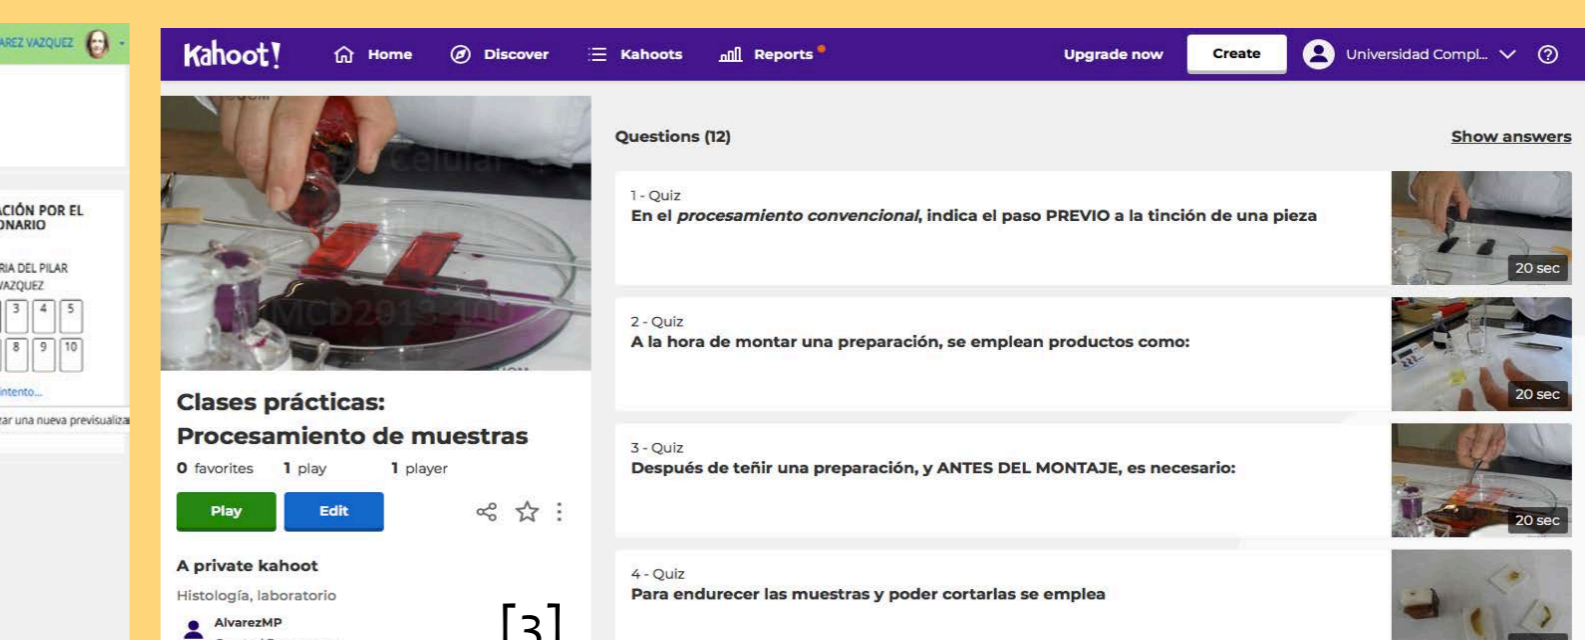 AREZ VAZQUEZ
ACIÓN POR EL
ONARIO
RIA DEL PILAR
VAZQUEZ
3 4 5
8 9 10
intento...
zar una nueva previsualiza
Kahoot!
Home
Discover
Kahoots
Reports
Upgrade now
Create
Universidad Compl...
Celular
MCD2013-100
Clases prácticas:
Procesamiento de muestras
0 favorites 1 play 1 player
Play
Edit
A private kahoot
Histología, laboratorio
AlvarezMP
[3]
Questions (12)
Show answers
1 - Quiz
En el procesamiento convencional, indica el paso PREVIO a la tinción de una pieza
20 sec
2 - Quiz
A la hora de montar una preparación, se emplean productos como:
20 sec
3 - Quiz
Después de teñir una preparación, y ANTES DEL MONTAJE, es necesario:
20 sec
4 - Quiz
Para endurecer las muestras y poder cortarlas se emplea